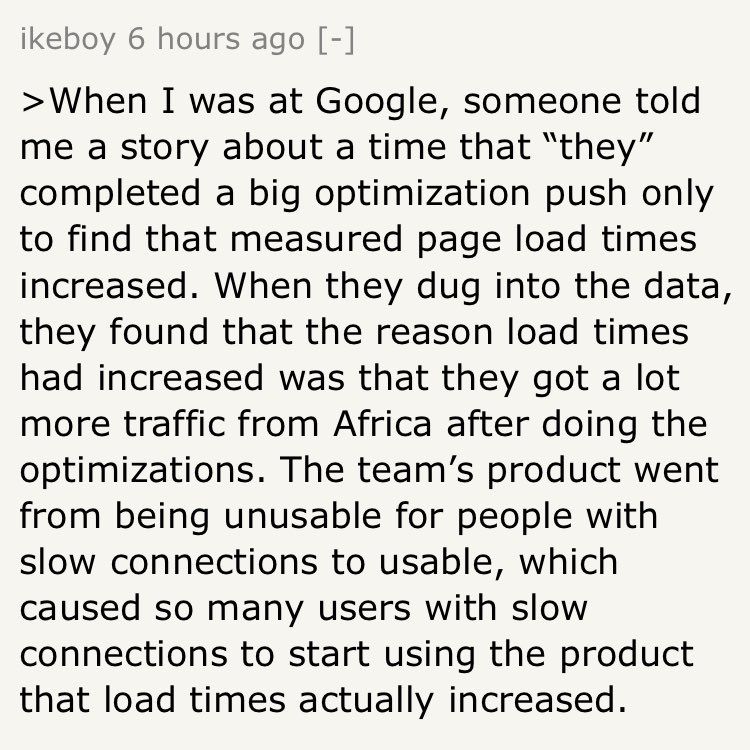 ikeboy 6 hours ago [-]
>When I was at Google, someone told
me a story about a time that “they”
completed a big optimization push only
to find that measured page load times
increased. When they dug into the data,
they found that the reason load times
had increased was that they got a lot
more traffic from Africa after doing the
optimizations. The team’s product went
from being unusable for people with
slow connections to usable, which
caused so many users with slow
connections to start using the product
that load times actually increased.